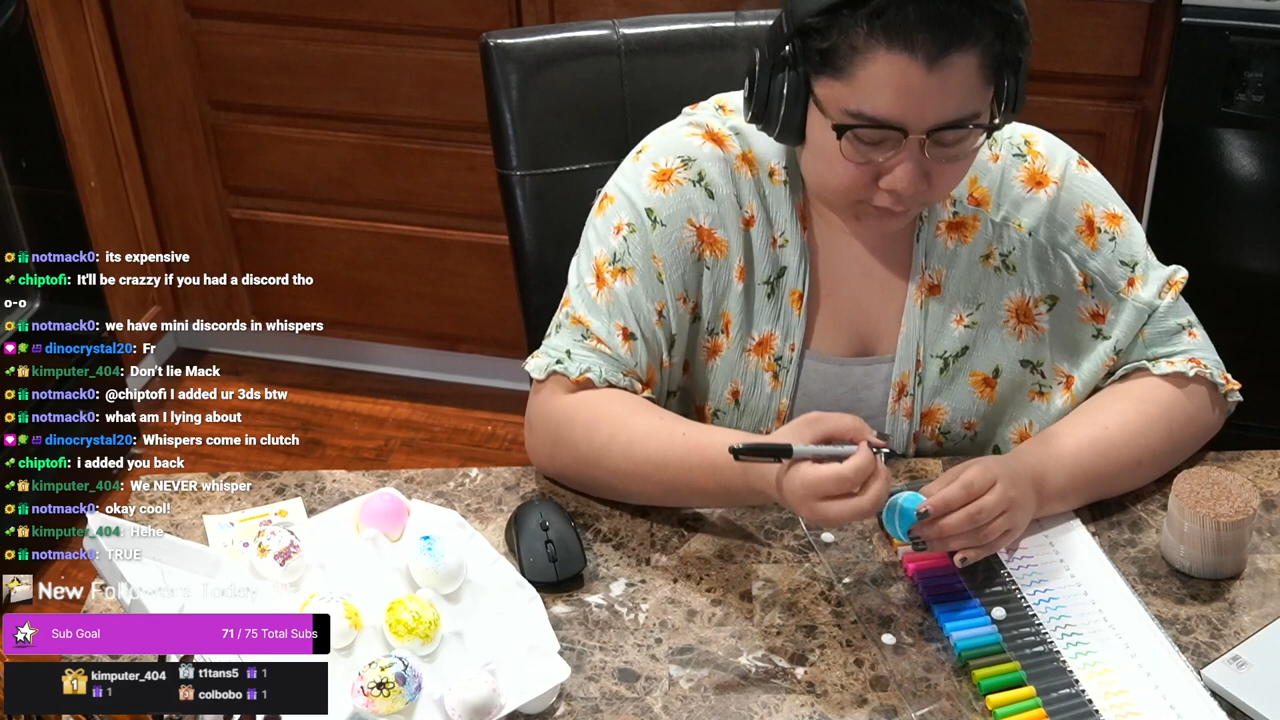 notmack0: its expensive
chiptofi: It'll be crazzy if you had a discord tho
o-o
notmack0: we have mini discords in whispers
dinocrystal20: Fr
kimputer_404: Don't lie Mack
notmack0: @chiptofi I added ur 3ds btw
notmack0: what am I lying about
dinocrystal20: Whispers come in clutch
chiptofi: i added you back
kimputer_404: We NEVER whisper
notmack0: okay cool!
kimputer_404: Hehe
notmack0: TRUE
New Followers Today
Sub Goal 71 / 75 Total Subs
1 kimputer_404 1
t1tans5 1
colbobo 1